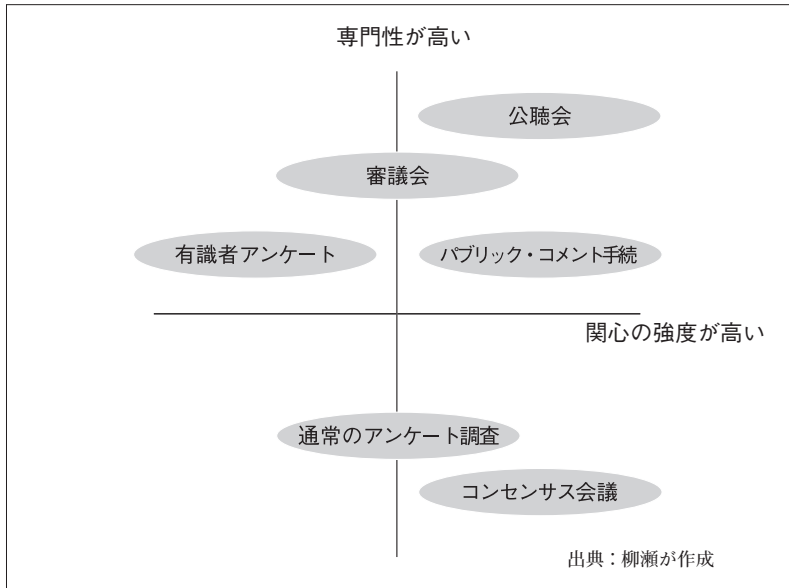 専門性が高い
公聴会
審議会
有識者アンケート
パブリック・コメント手続
関心の強度が高い
通常のアンケート調査
コンセンサス会議
出典：柳瀬が作成